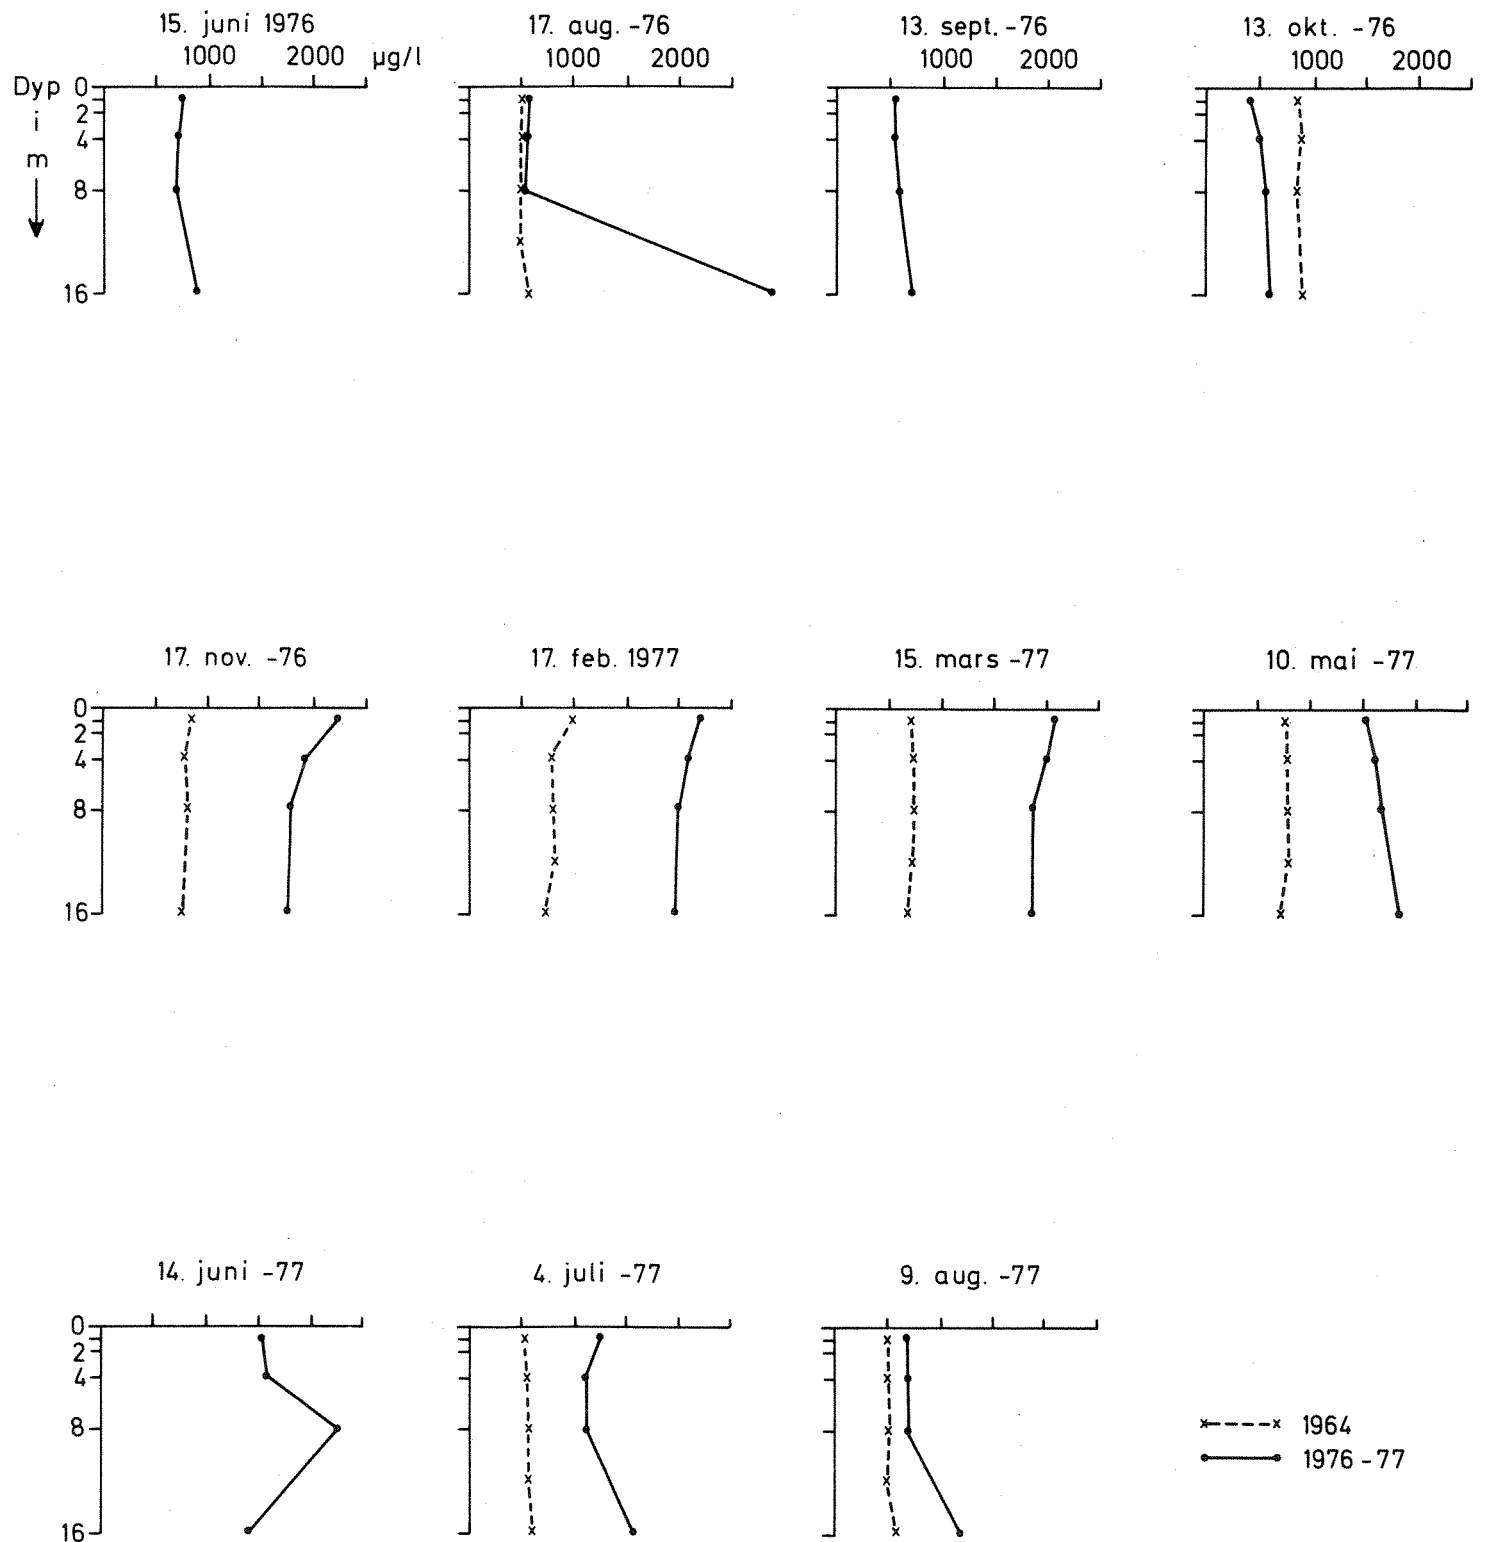 15. juni 1976
17. aug. -76
13. sept. -76
13. okt. -76
1000 2000 µg/l
1000 2000
1000 2000
1000 2000
Dyp
i
m
0
2
4
8
16
17. nov. -76
17. feb. 1977
15. mars -77
10. mai -77
0
2
4
8
16
14. juni -77
4. juli -77
9. aug. -77
0
2
4
8
16
x---x 1964
1976-77